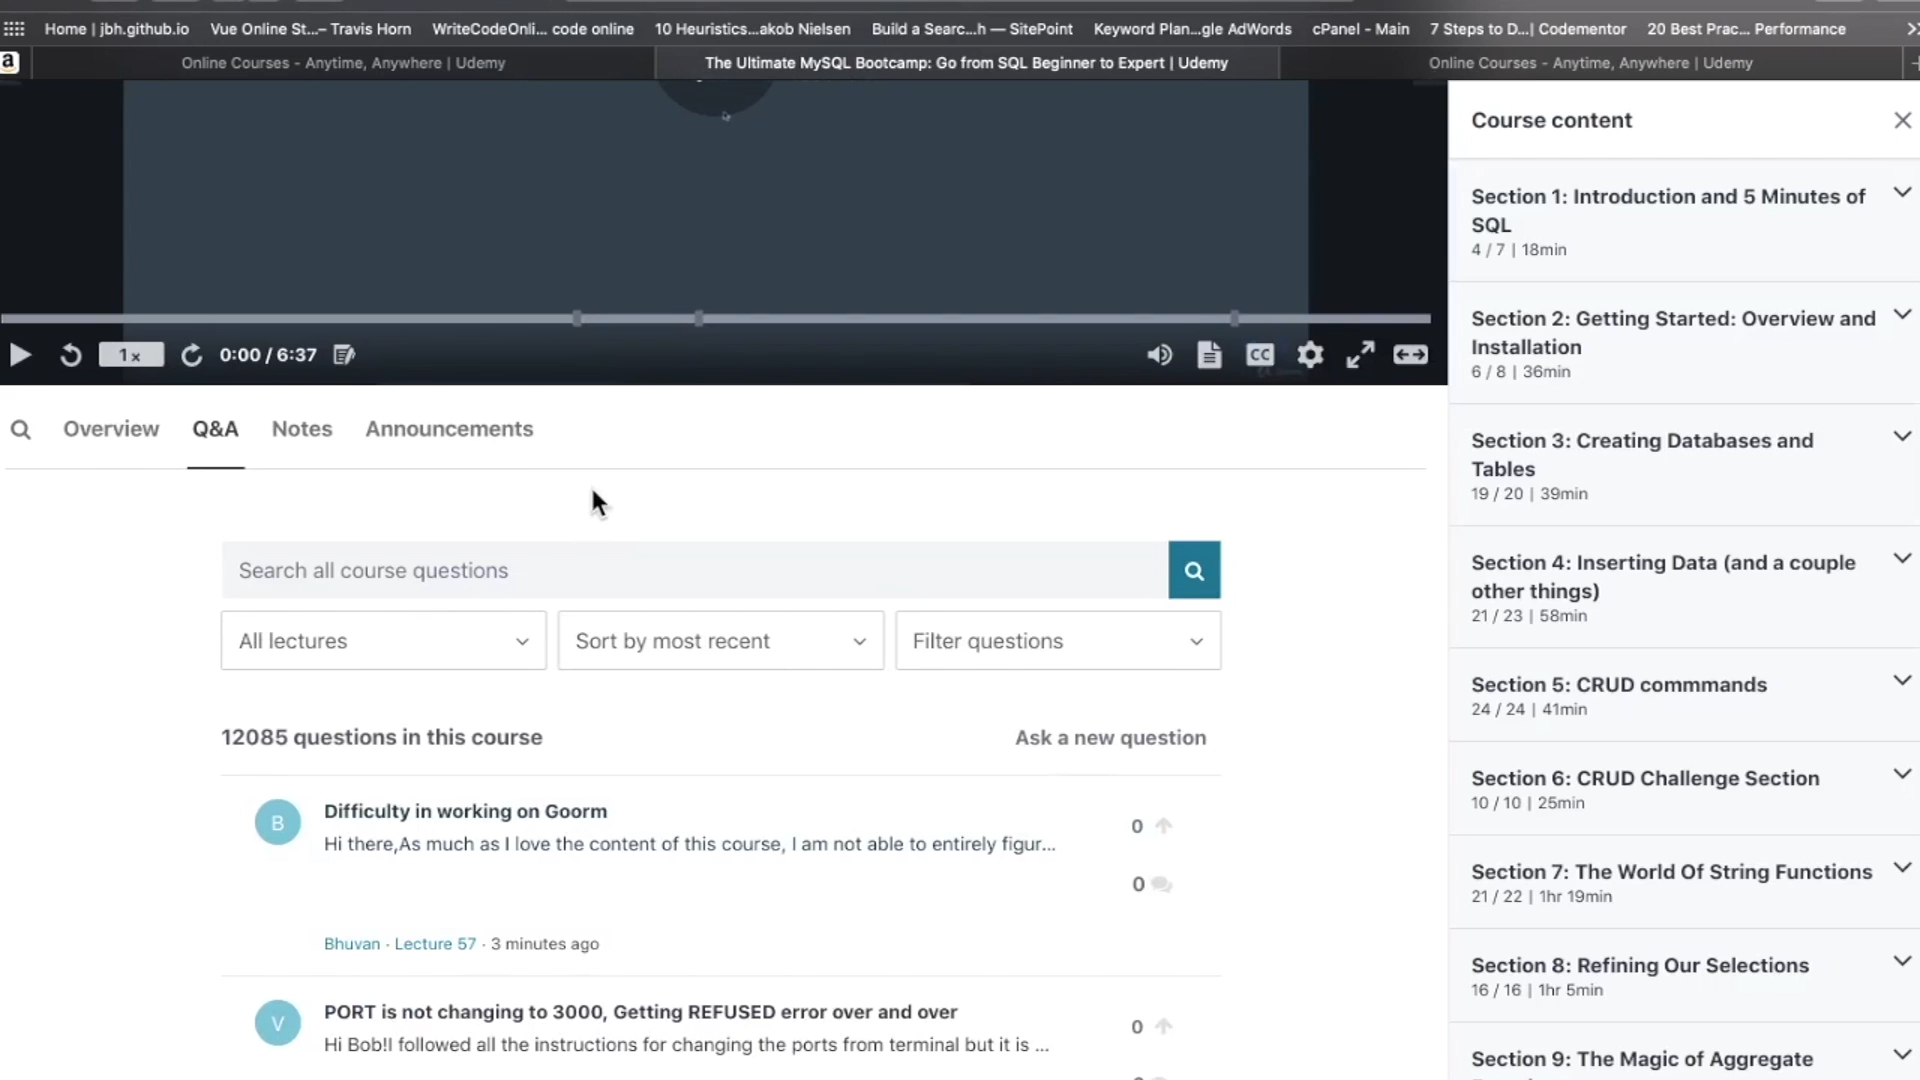 Home | jbh.github.io   Vue Online St...– Travis Horn   WriteCodeOnli... code online   10 Heuristics...akob Nielsen   Build a Searc...h — SitePoint   Keyword Plan...gle AdWords   cPanel - Main   7 Steps to D...| Codementor   20 Best Prac... Performance
a   Online Courses - Anytime, Anywhere | Udemy   The Ultimate MySQL Bootcamp: Go from SQL Beginner to Expert | Udemy   Online Courses - Anytime, Anywhere | Udemy
1x   0:00 / 6:37   CC
Overview   Q&A   Notes   Announcements
Search all course questions
All lectures   Sort by most recent   Filter questions
12085 questions in this course   Ask a new question
B
Difficulty in working on Goorm
0
Hi there,As much as I love the content of this course, I am not able to entirely figur...
0
Bhuvan · Lecture 57 · 3 minutes ago
V
PORT is not changing to 3000, Getting REFUSED error over and over
0
Hi Bob!I followed all the instructions for changing the ports from terminal but it is ...
Course content
Section 1: Introduction and 5 Minutes of
SQL
4 / 7 | 18min
Section 2: Getting Started: Overview and
Installation
6 / 8 | 36min
Section 3: Creating Databases and
Tables
19 / 20 | 39min
Section 4: Inserting Data (and a couple
other things)
21 / 23 | 58min
Section 5: CRUD commmands
24 / 24 | 41min
Section 6: CRUD Challenge Section
10 / 10 | 25min
Section 7: The World Of String Functions
21 / 22 | 1hr 19min
Section 8: Refining Our Selections
16 / 16 | 1hr 5min
Section 9: The Magic of Aggregate